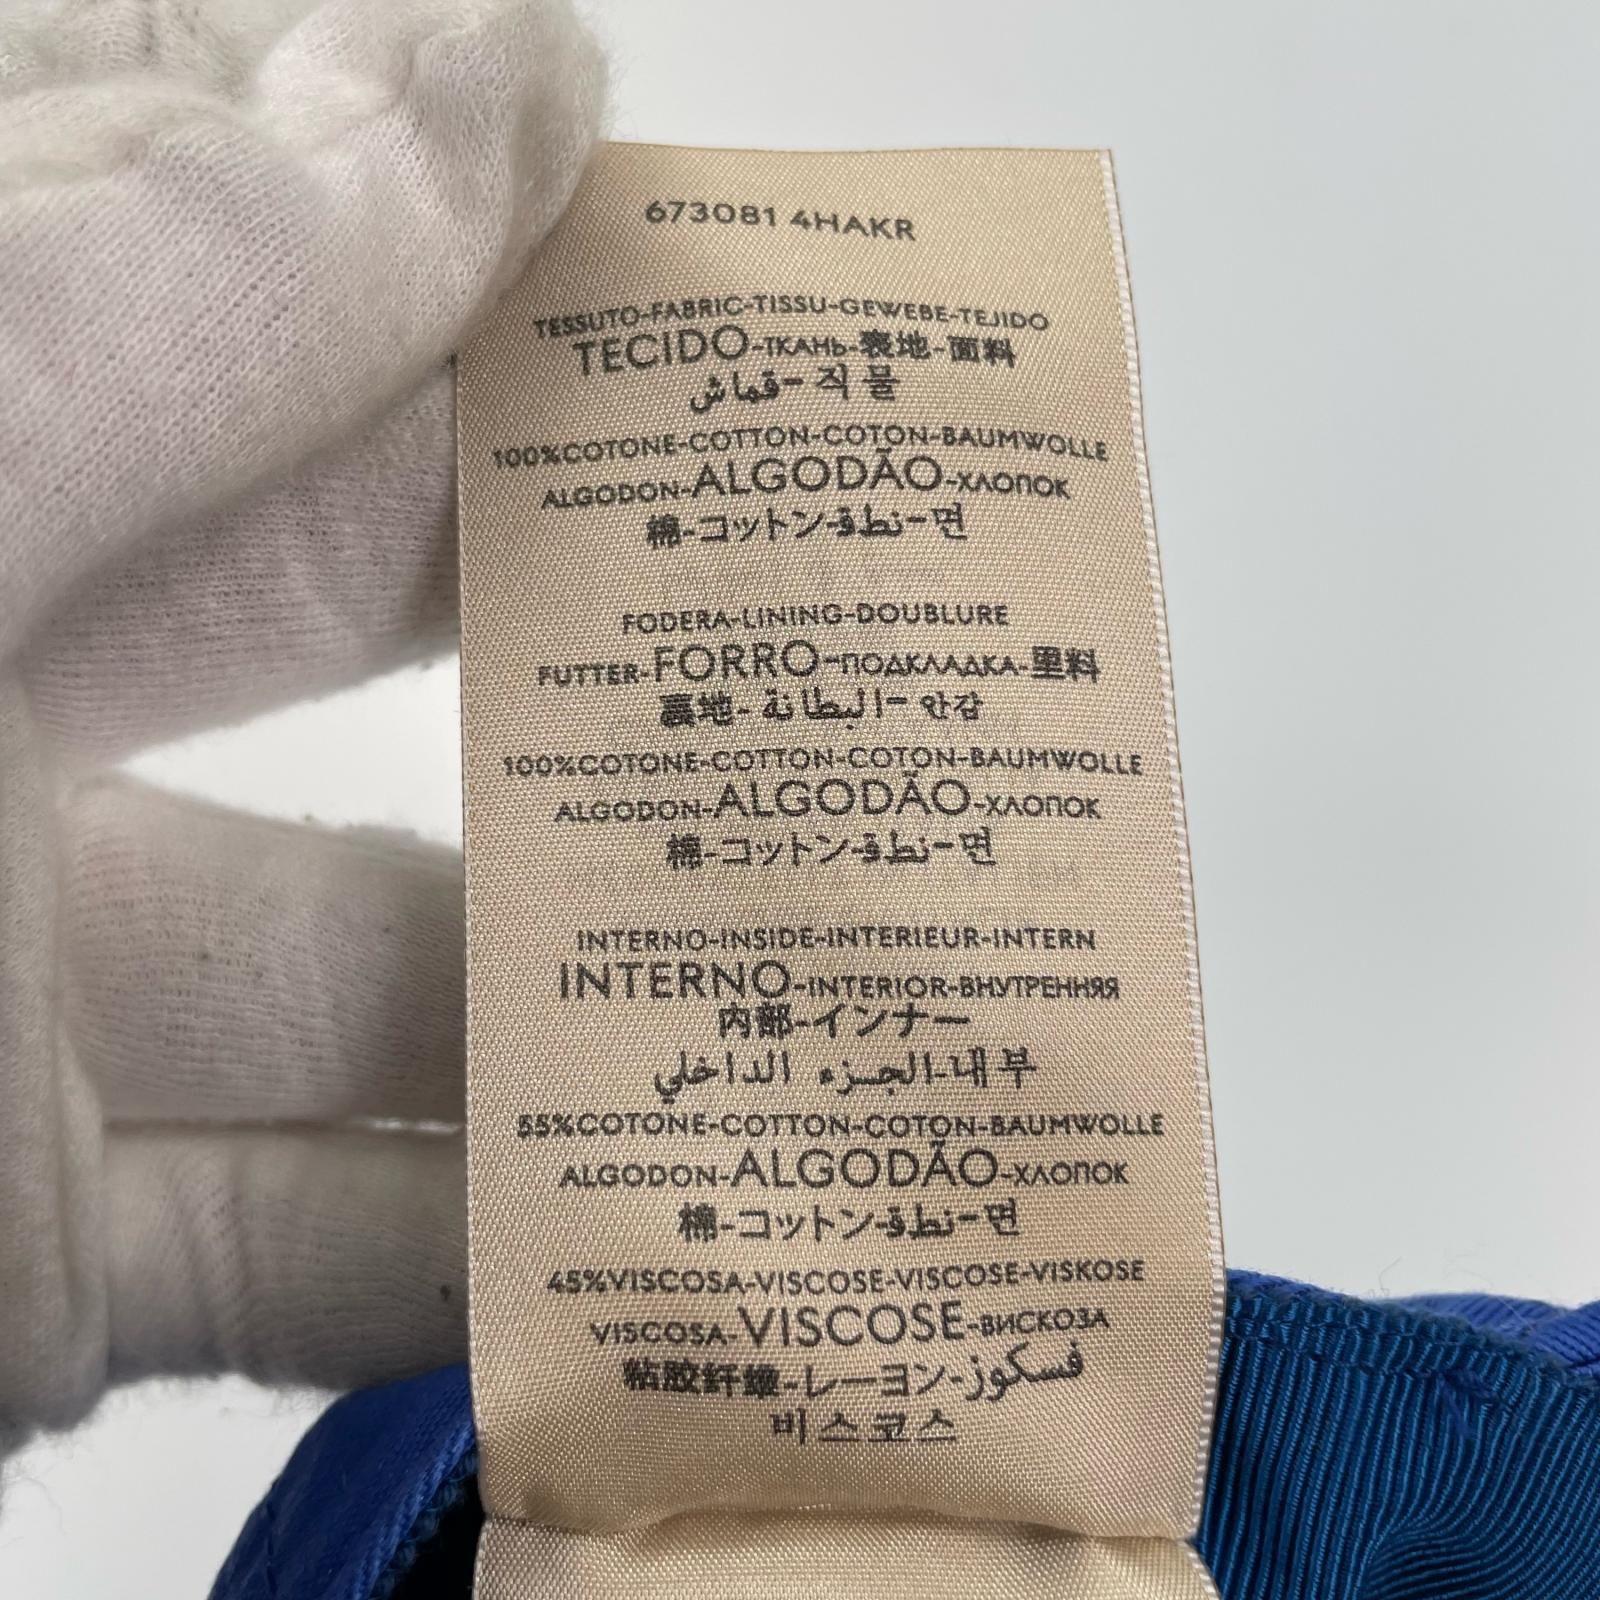 673081 4HAKR
TESSUTO-FABRIC-TISSU-GEWEBE-TEJIDO
TECIDO-ТКАНЬ-表地-面料
قماش-직물
100%COTONE-COTTON-COTON-BAUMWOLLE
ALGODON-ALGODÃO-ХЛОПОК
棉-コットン-نطق-면
FODERA-LINING-DOUBLURE
FUTTER-FORRO-ПОДКЛАДКА-里料
裏地-البطانة-안감
100%COTONE-COTTON-COTON-BAUMWOLLE
ALGODON-ALGODÃO-ХЛОПОК
棉-コットン-نطق-면
INTERNO-INSIDE-INTERIEUR-INTERN
INTERNO-INTERIOR-ВНУТРЕННЯЯ
内部-インナー
الجزء الداخلي-내부
55%COTONE-COTTON-COTON-BAUMWOLLE
ALGODON-ALGODÃO-ХЛОПОК
棉-コットン-نطق-면
45%VISCOSA-VISCOSE-VISCOSE-VISKOSE
VISCOSA-VISCOSE-ВИСКОЗА
粘胶纤维-レーヨン-فسكوز
비스코스